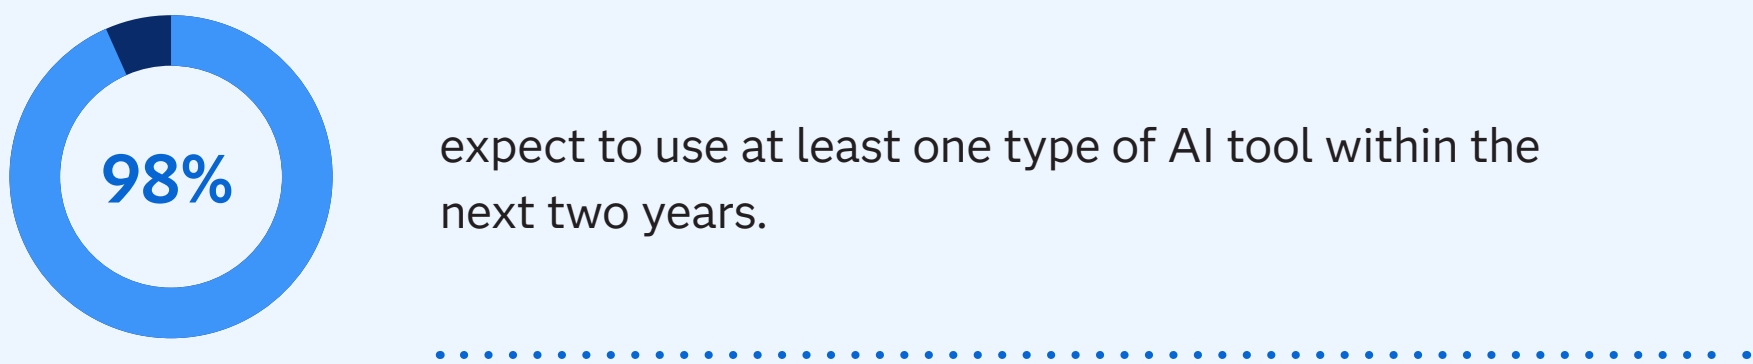 98%
expect to use at least one type of AI tool within the
next two years.